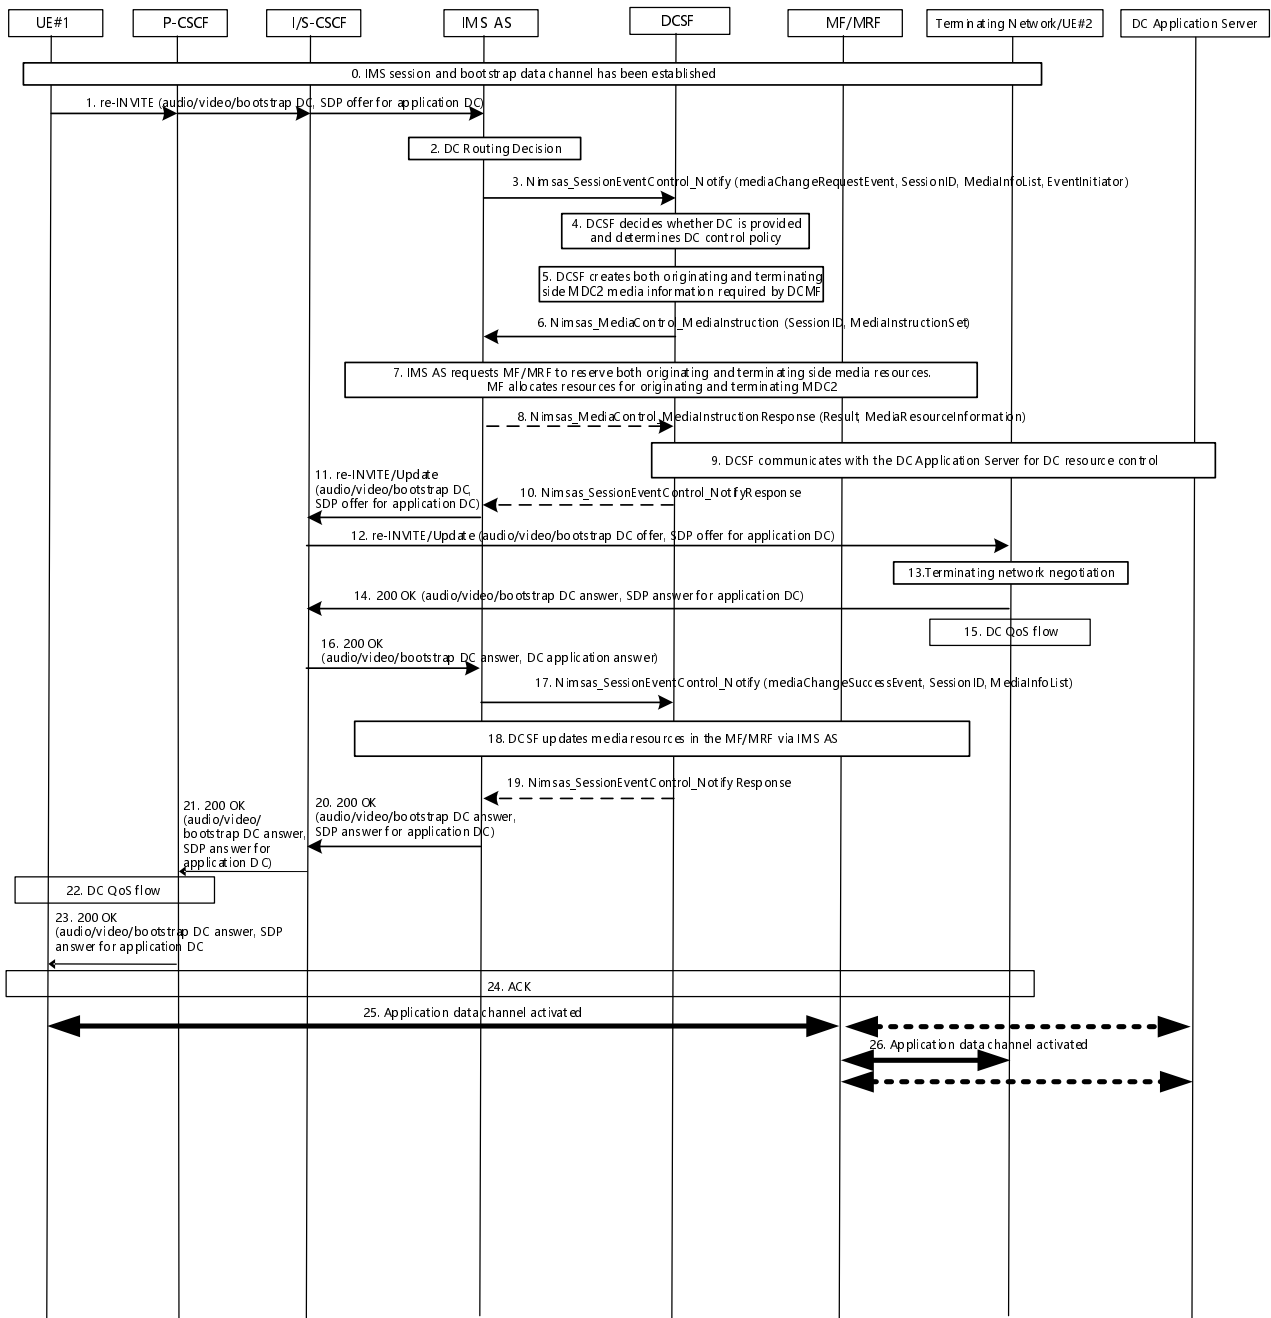 UE#1
P-CSCF
I/S-CSCF
IMS AS
DCSF
MF/MRF
Terminating Network/UE#2
DC Application Server
0. IMS session and bootstrap data channel has been established
1. re-INVITE (audio/video/bootstrap DC, SDP offer for application DC)
2. DC Routing Decision
3. Nimsas_SessionEventControl_Notify (mediaChangeRequestEvent, SessionID, MediaInfoList, EventInitiator)
4. DCSF decides whether DC is provided
and determines DC control policy
5. DCSF creates both originating and terminating
side MDC2 media information required by DCMF
6. Nimsas_MediaControl_MediaInstruction (SessionID, MediaInstructionSet)
7. IMS AS requests MF/MRF to reserve both originating and terminating side media resources.
MF allocates resources for originating and terminating MDC2
8. Nimsas_MediaControl_MediaInstructionResponse (Result, MediaResourceInformation)
9. DCSF communicates with the DC Application Server for DC resource control
10. Nimsas_SessionEventControl_NotifyResponse
11. re-INVITE/Update
(audio/video/bootstrap DC,
SDP offer for application DC)
12. re-INVITE/Update (audio/video/bootstrap DC offer, SDP offer for application DC)
13.Terminating network negotiation
14. 200 OK (audio/video/bootstrap DC answer, SDP answer for application DC)
15. DC QoS flow
16. 200 OK
(audio/video/bootstrap DC answer, DC application answer)
17. Nimsas_SessionEventControl_Notify (mediaChangeSuccessEvent, SessionID, MediaInfoList)
18. DCSF updates media resources in the MF/MRF via IMS AS
19. Nimsas_SessionEventControl_Notify Response
20. 200 OK
(audio/video/bootstrap DC answer,
SDP answer for application DC)
21. 200 OK
(audio/video/
bootstrap DC answer,
SDP answer for
application DC)
22. DC QoS flow
23. 200 OK
(audio/video/bootstrap DC answer, SDP
answer for application DC
24. ACK
25. Application data channel activated
26. Application data channel activated